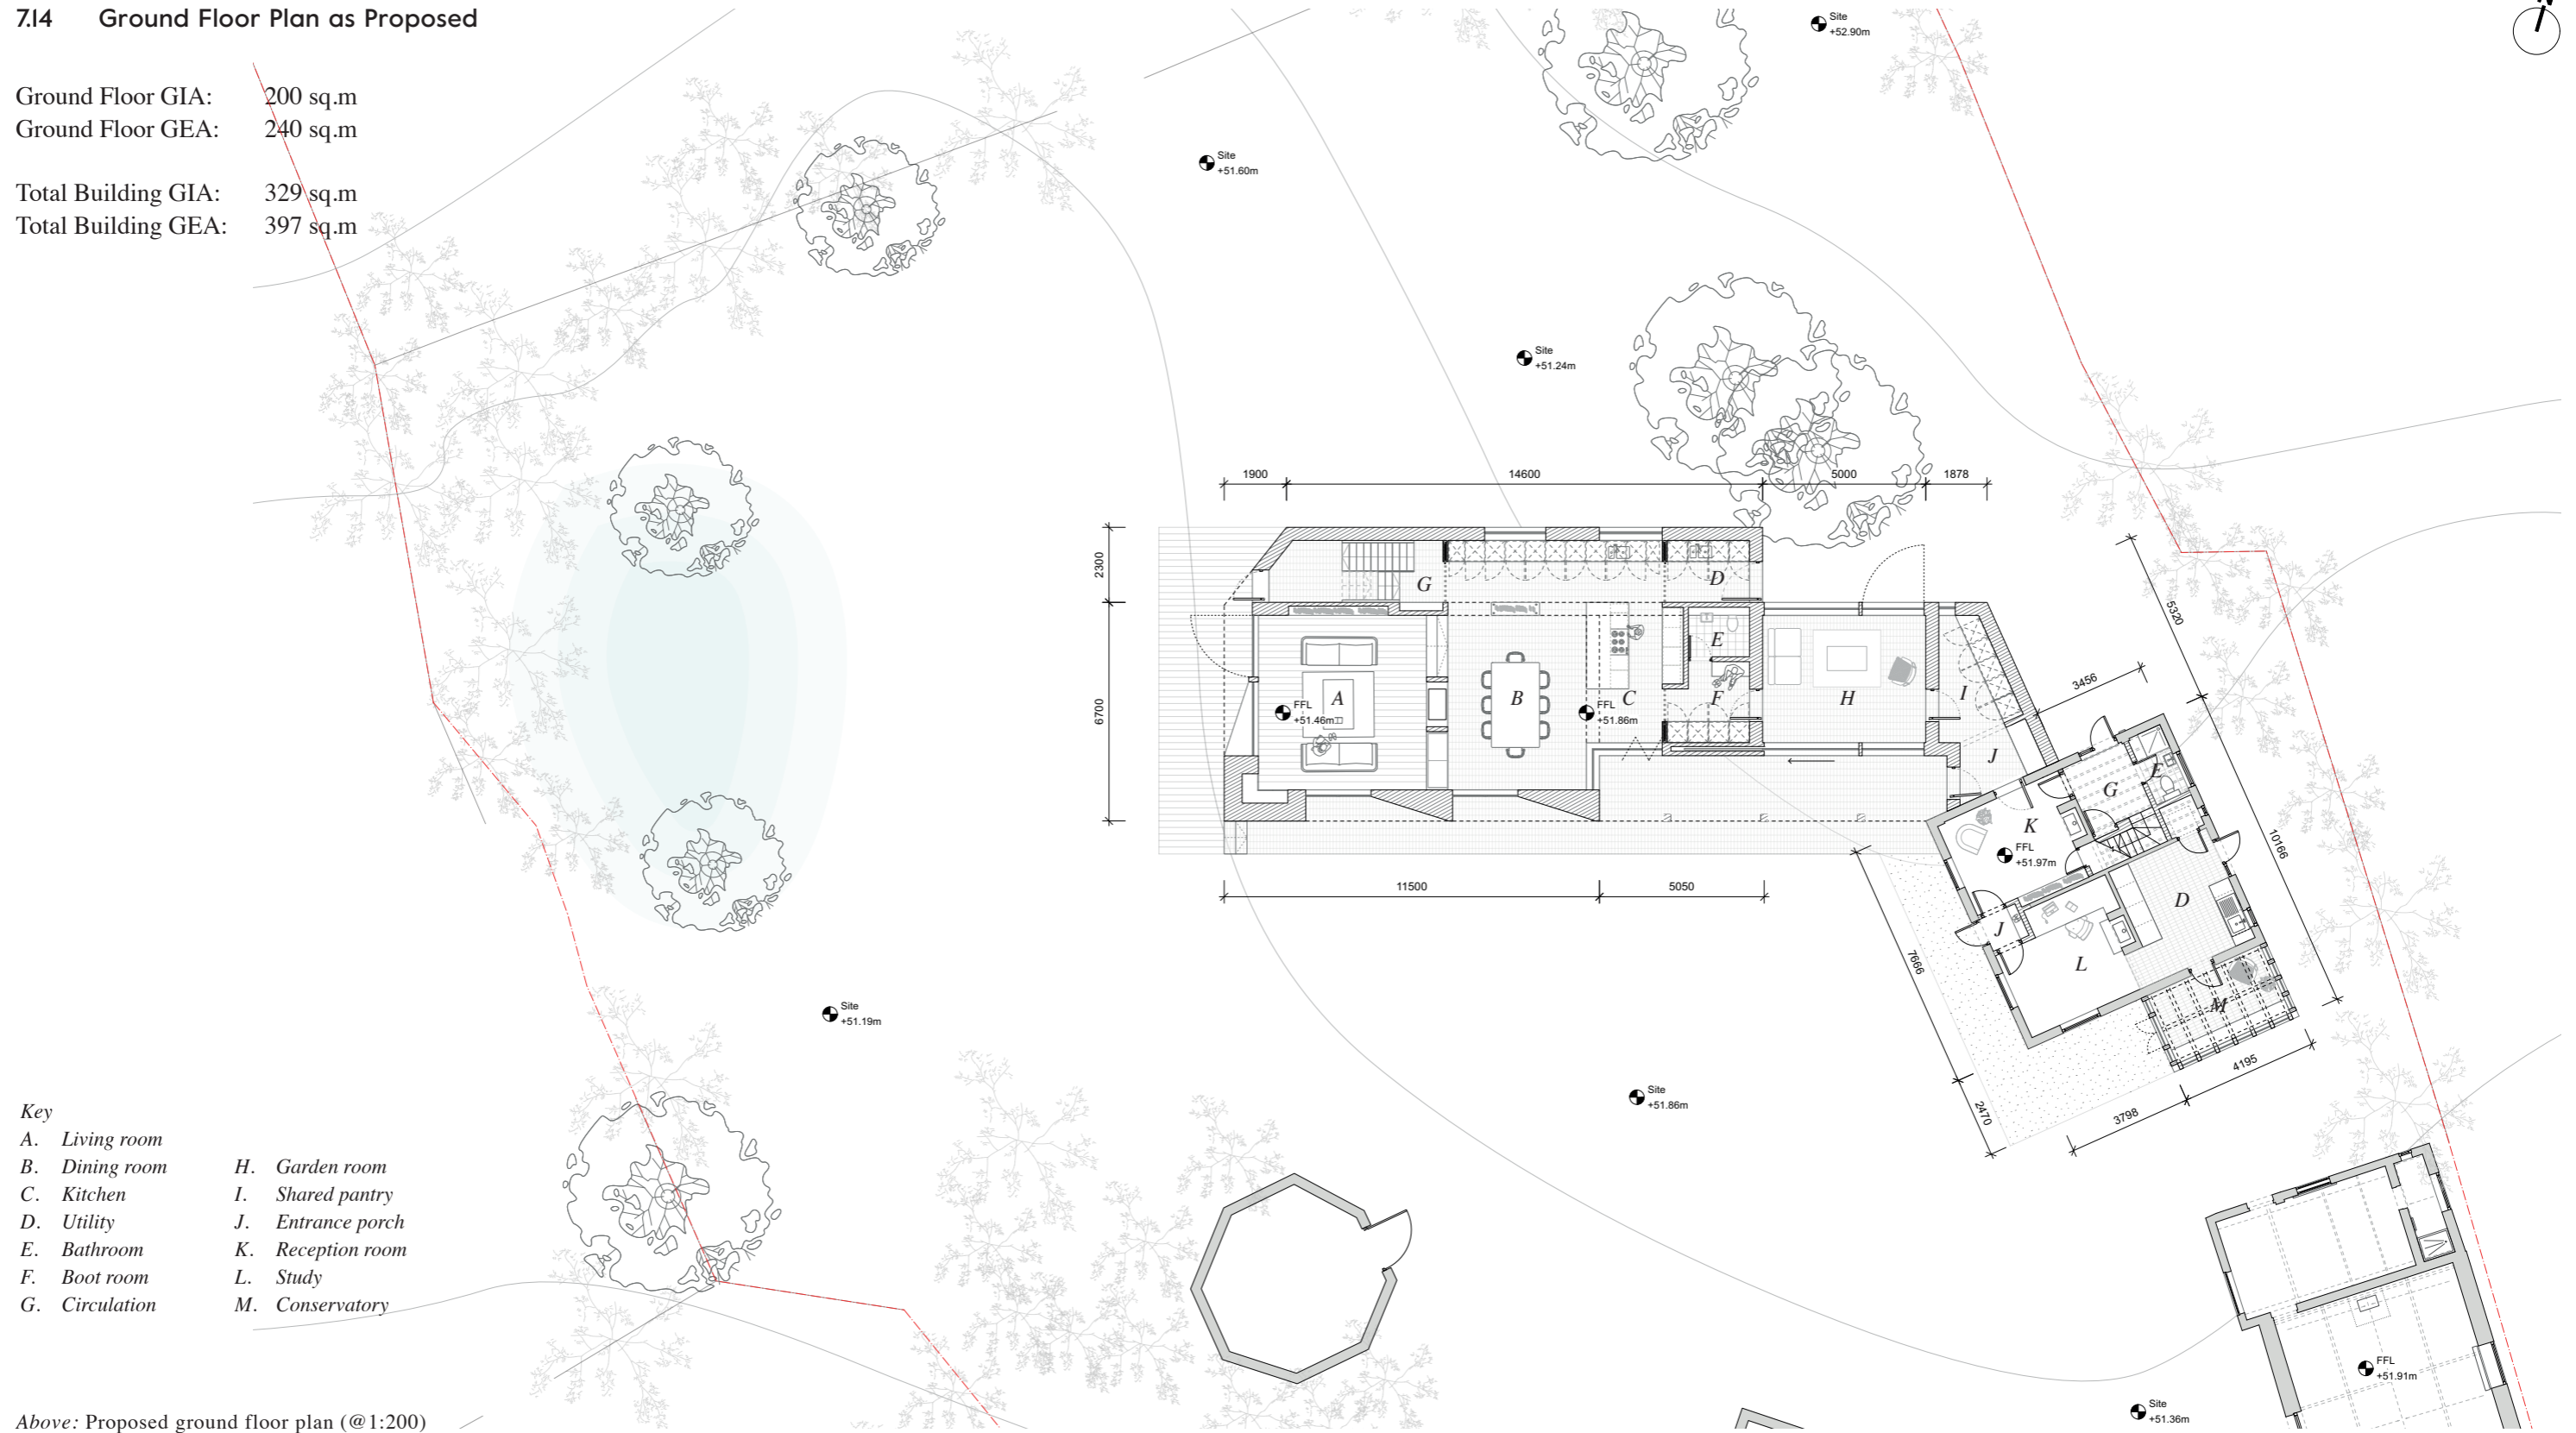 7.14 Ground Floor Plan as Proposed
Ground Floor GIA: 200 sq.m
Ground Floor GEA: 240 sq.m
Total Building GIA: 329 sq.m
Total Building GEA: 397 sq.m
N
Site
+52.90m
Site
+51.60m
Site
+51.24m
1900
14600
5000
1878
2300
6700
G
D
E
A
B
C
F
H
I
J
FFL
+51.46m
FFL
+51.86m
11500
5050
5320
3456
10166
G
E
K
FFL
+51.97m
D
J
L
M
7666
2470
3798
4195
Site
+51.19m
Site
+51.86m
FFL
+51.91m
Site
+51.36m
Key
A. Living room
B. Dining room
C. Kitchen
D. Utility
E. Bathroom
F. Boot room
G. Circulation
H. Garden room
I. Shared pantry
J. Entrance porch
K. Reception room
L. Study
M. Conservatory
Above: Proposed ground floor plan (@1:200)